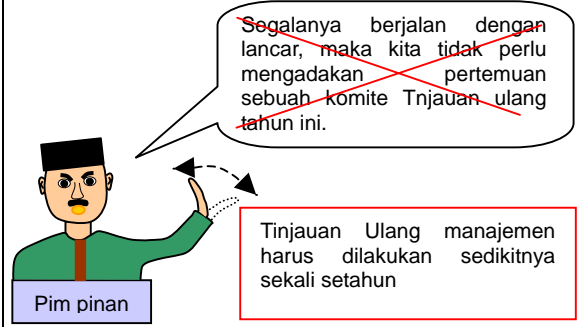 Segalanya berjalan dengan
lancar, maka kita tidak perlu
mengadakan pertemuan
sebuah komite Tnjauan ulang
tahun ini.
Tinjauan Ulang manajemen
harus dilakukan sedikitnya
sekali setahun
Pim pinan